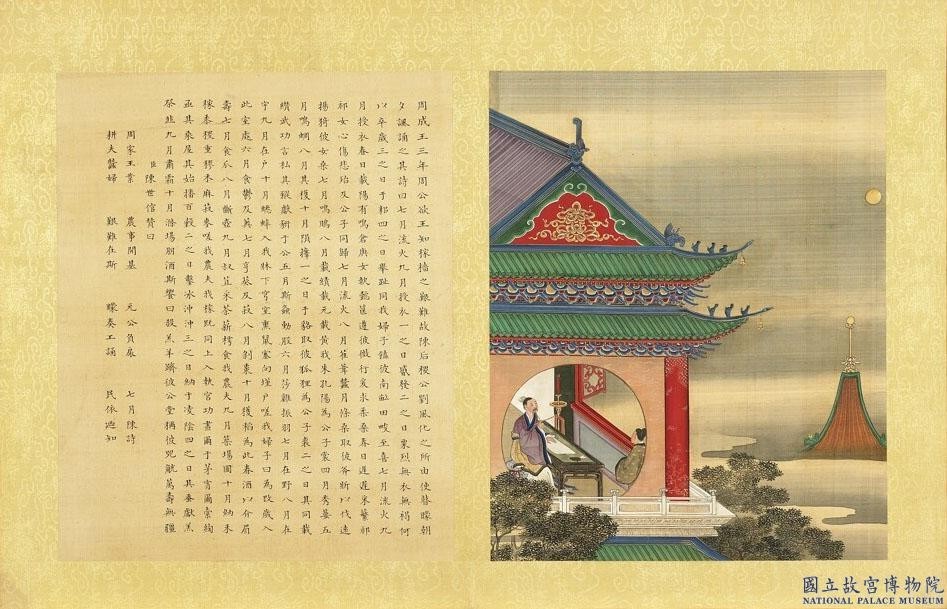 周成王三年周公欲王知稼穡之艱難故陳后稷公劉風化之所由使瞽矇朝
夕諷誦之其詩曰七月流火九月授衣一之日觱發二之日栗烈無衣無褐何
以卒歲三之日于耜四之日舉趾同我婦子饁彼南畝田畯至喜七月流火九
月授衣春日載陽有鳴倉庚女執懿筐遵彼微行爰求柔桑春日遲遲采蘩祁
祁女心傷悲殆及公子同歸七月流火八月萑葦蠶月條桑取彼斧斨以伐遠
揚猗彼女桑七月鳴鵙八月載績載元載黃我朱孔陽為公子裳四月秀葽五
月鳴蜩八月其穫十月隕蘀一之日于貉取彼狐狸為公子裘二之日其同載
纘武功言私其豵獻豜于公五月斯螽動股六月莎雞振羽七月在野八月在
宇九月在戶十月蟋蟀入我牀下穹窒熏鼠塞向墐戶嗟我婦子曰為改歲入
此室處六月食鬱及薁七月亨葵及菽八月剝棗十月穫稻為此春酒以介眉
壽七月食瓜八月斷壺九月叔苴采荼薪樗食我農夫九月築場圃十月納禾
稼黍稷重穋禾麻菽麥嗟我農夫我稼既同上入執宮功晝爾于茅宵爾索綯
亟其乘屋其始播百穀二之日鑿冰沖沖三之日納于凌陰四之日其蚤獻羔
祭韭九月肅霜十月滌場朋酒斯饗曰殺羔羊躋彼公堂稱彼兕觥萬壽無疆
臣陳世倌贊曰
周家王業 農事開基 元公負扆 七月陳詩
耕夫蠶婦 艱難在斯 矇奏工誦 民依迺知
國立故宮博物院
NATIONAL PALACE MUSEUM